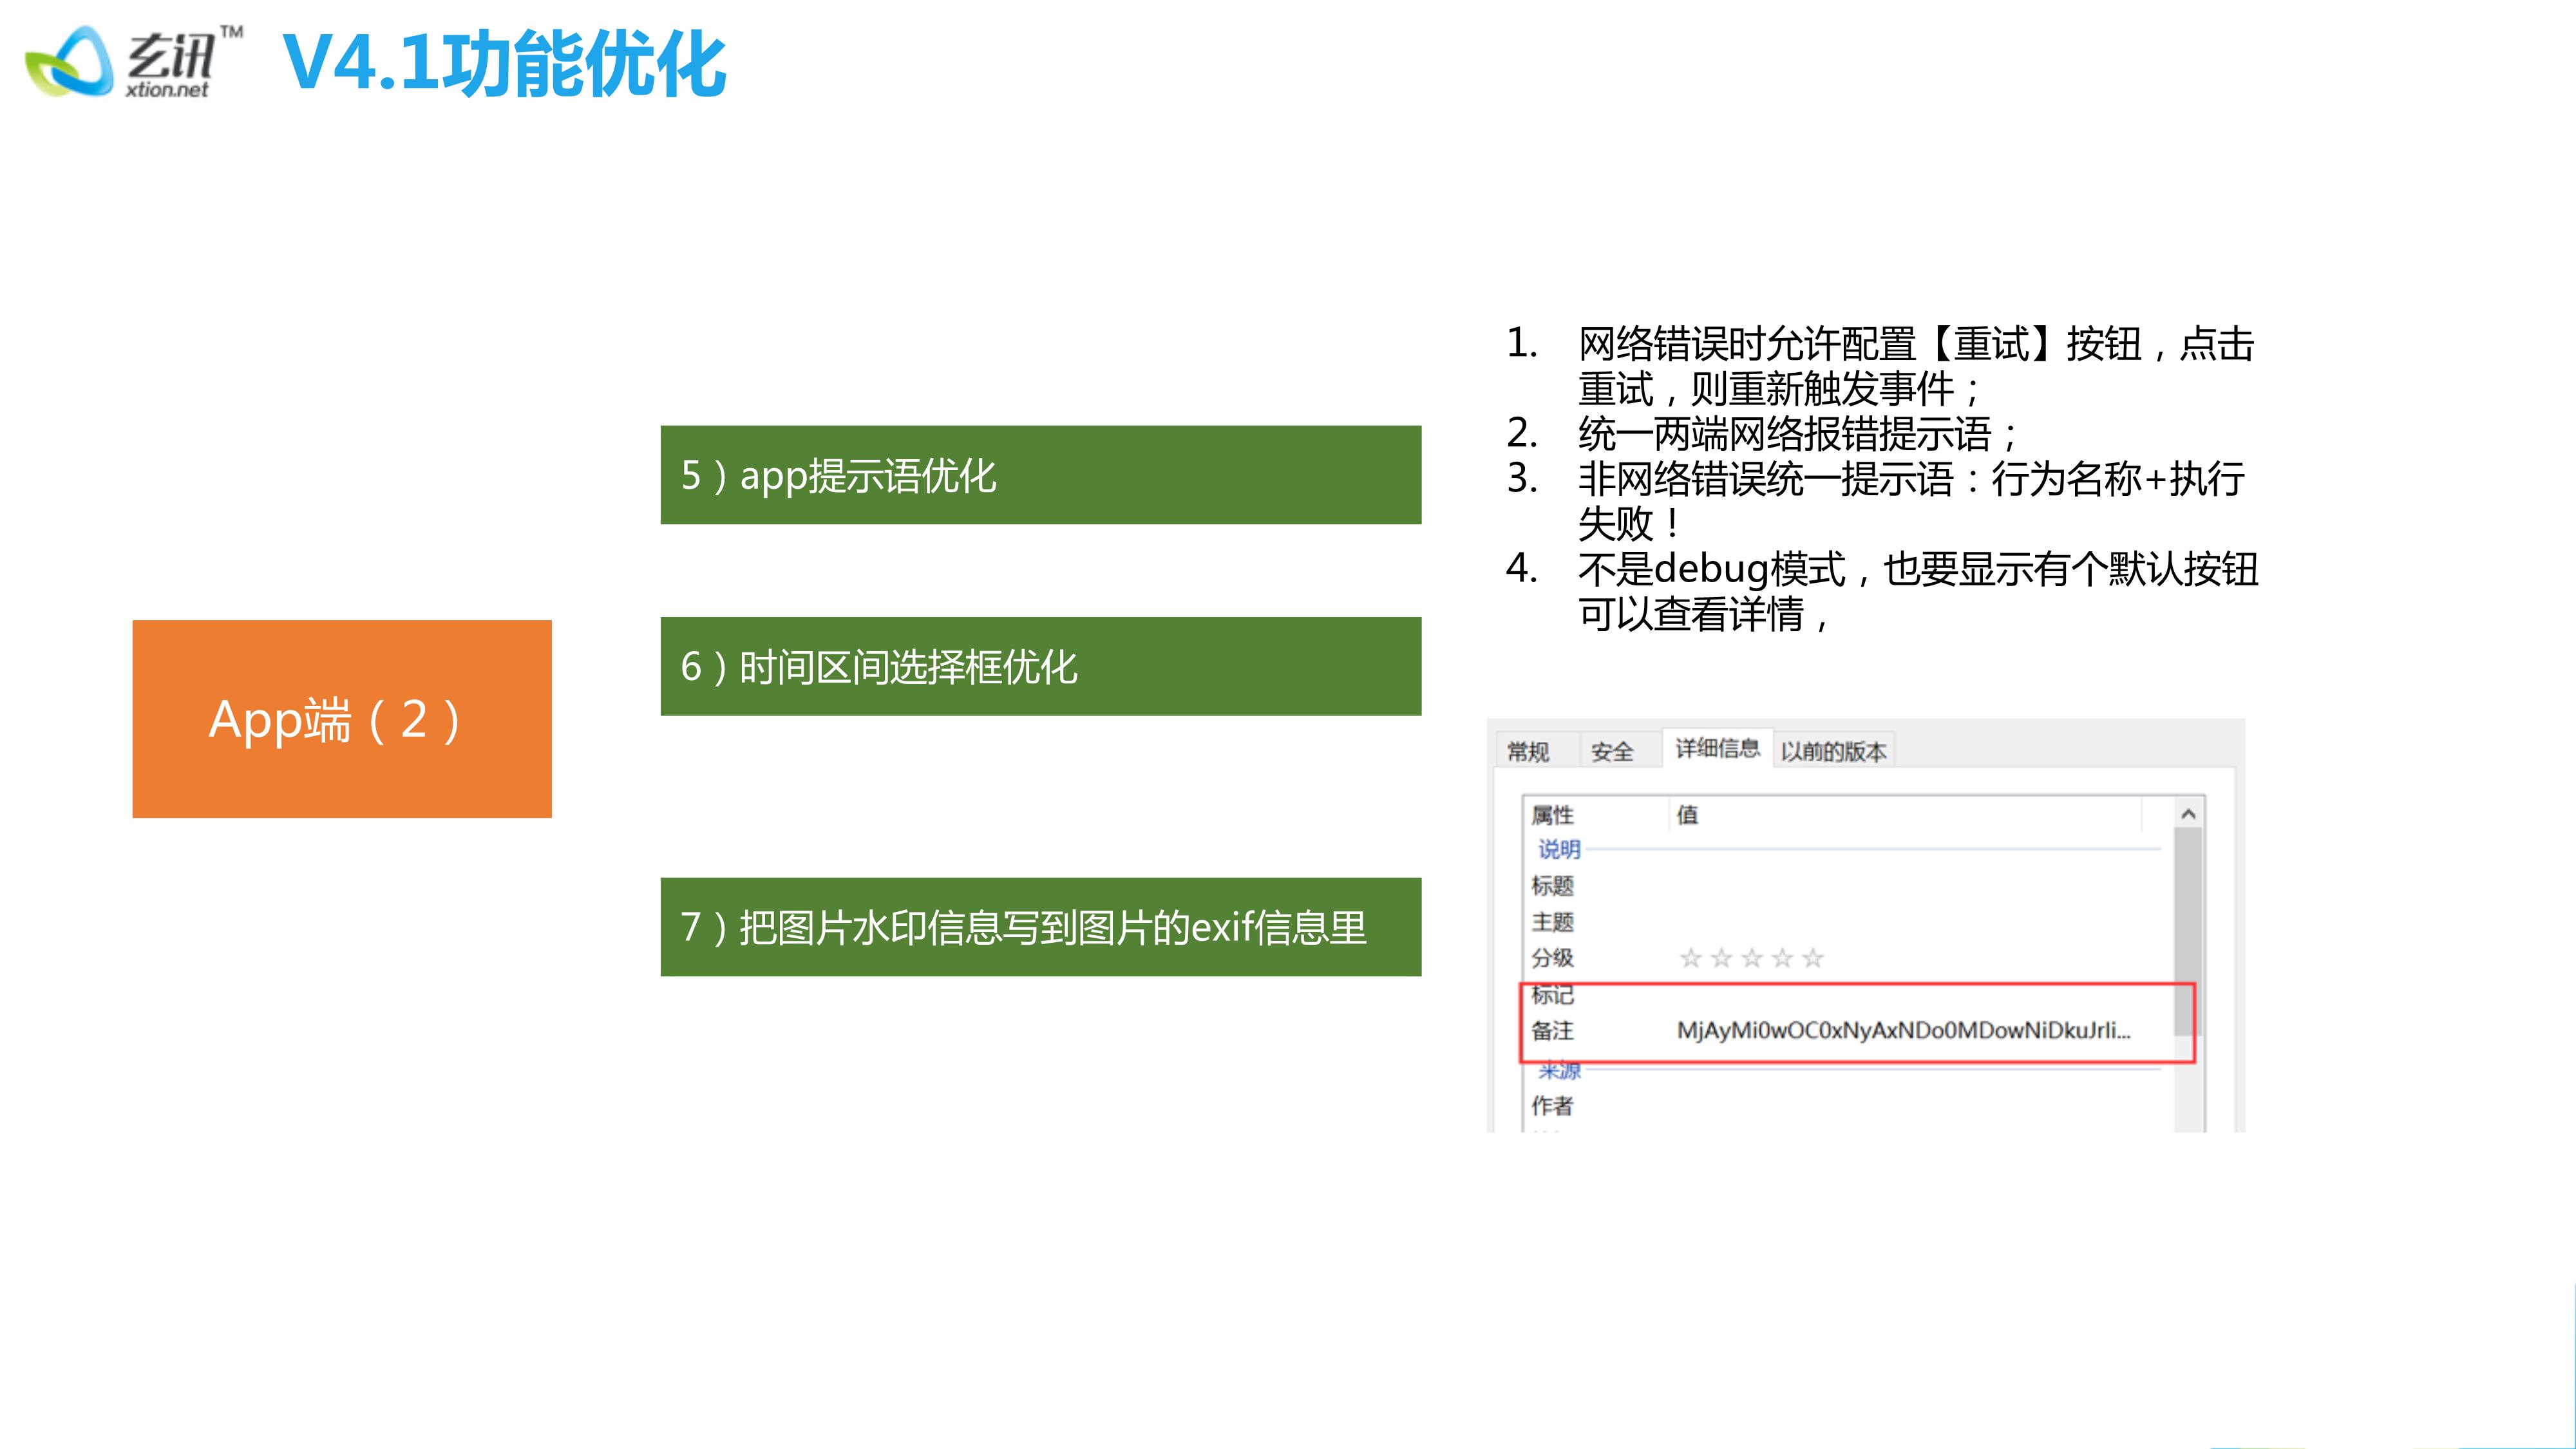 玄讯™
xtion.net
V4.1功能优化
App端（2）
5）app提示语优化
6）时间区间选择框优化
7）把图片水印信息写到图片的exif信息里
1. 网络错误时允许配置【重试】按钮，点击
重试，则重新触发事件；
2. 统一两端网络报错提示语；
3. 非网络错误统一提示语：行为名称+执行
失败！
4. 不是debug模式，也要显示有个默认按钮
可以查看详情，
常规 安全 详细信息 以前的版本
属性 值
说明
标题
主题
分级 ☆☆☆☆☆
标记
备注 MjAyMi0wOC0xNyAxNDo0MDowNiDkuJrli...
来源
作者